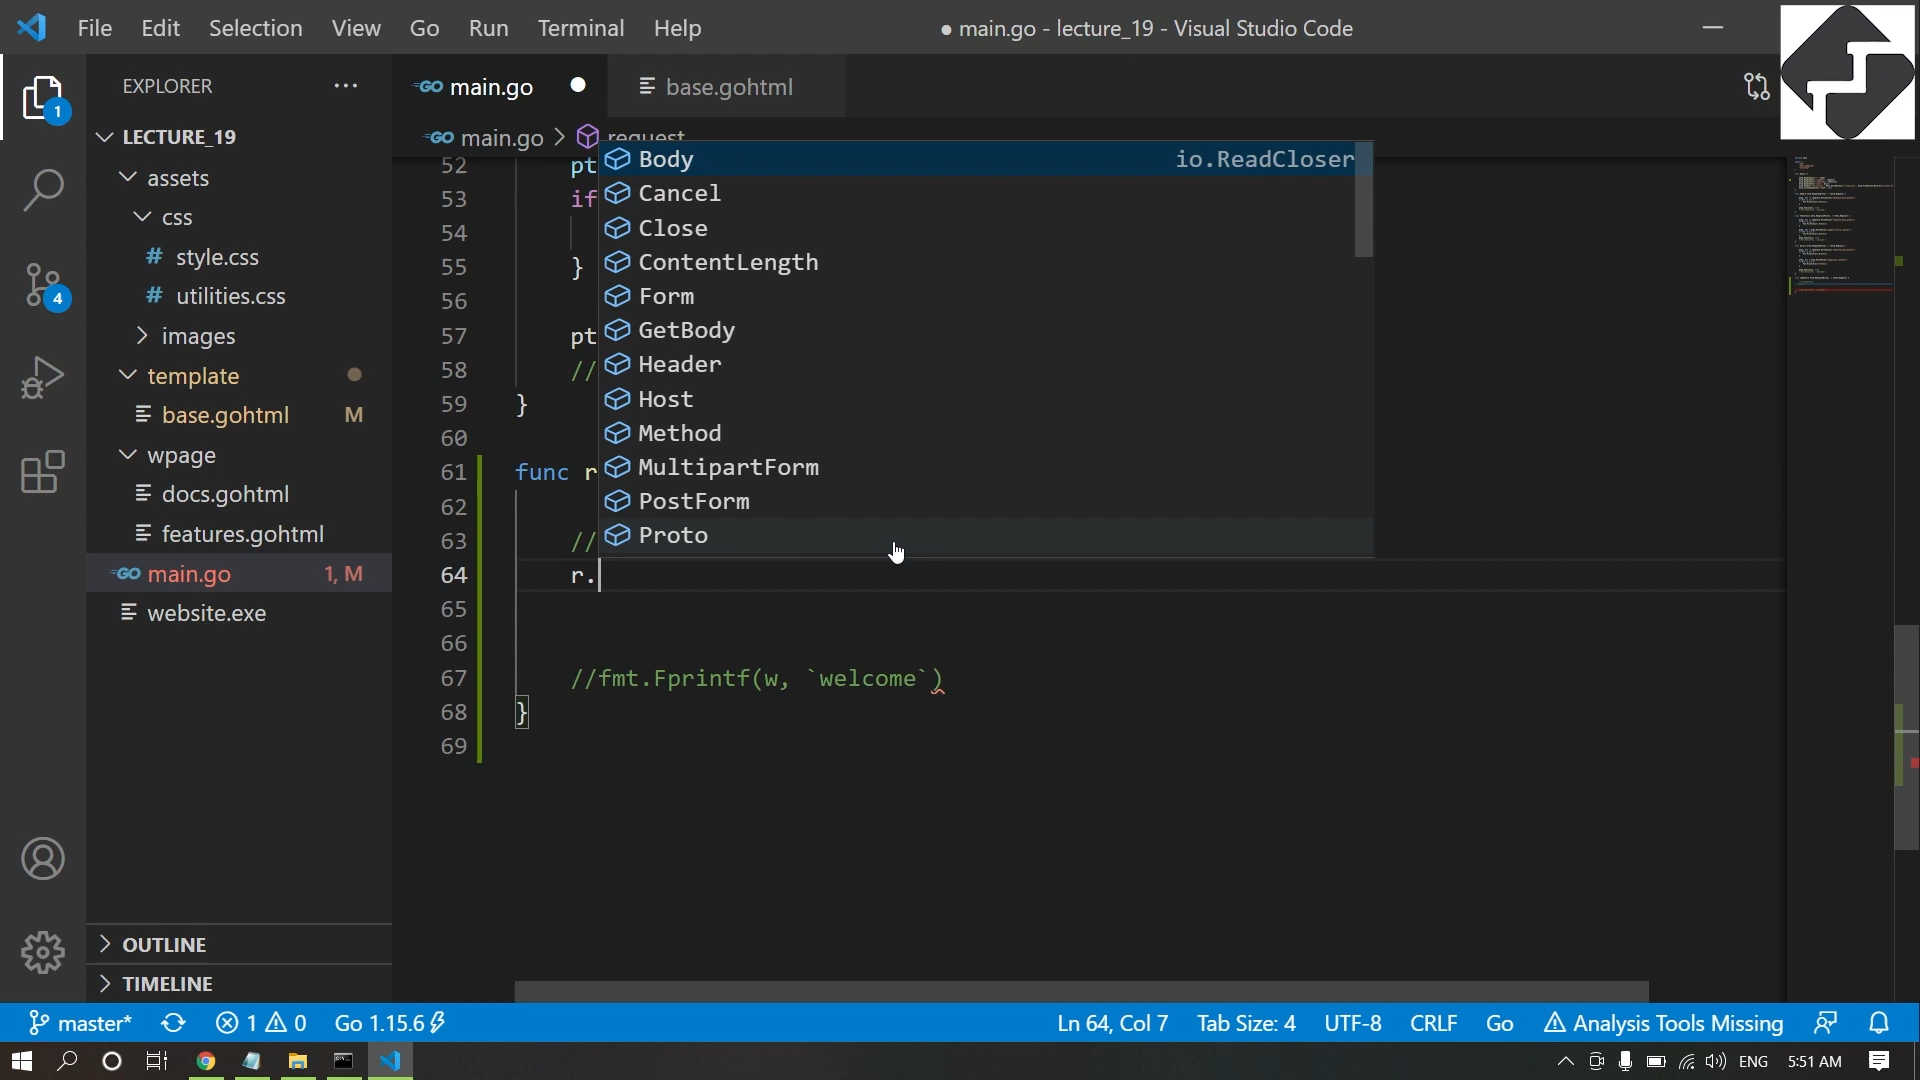 File Edit Selection View Go Run Terminal Help
● main.go - lecture_19 - Visual Studio Code
EXPLORER ...
GO main.go ●
base.gohtml
LECTURE_19
GO main.go > request
assets
css
# style.css
# utilities.css
images
template
base.gohtml M
wpage
docs.gohtml
features.gohtml
GO main.go 1, M
website.exe
OUTLINE
TIMELINE
1
4
52 pt
53 if
54
55 }
56
57 pt
58 //
59 }
60
61 func r
62
63 //
64 r.
65
66
67 //fmt.Fprintf(w, `welcome`)
68 }
69
Body io.ReadCloser
Cancel
Close
ContentLength
Form
GetBody
Header
Host
Method
MultipartForm
PostForm
Proto
master* 1 0 Go 1.15.6 Ln 64, Col 7 Tab Size: 4 UTF-8 CRLF Go Analysis Tools Missing
ENG 5:51 AM